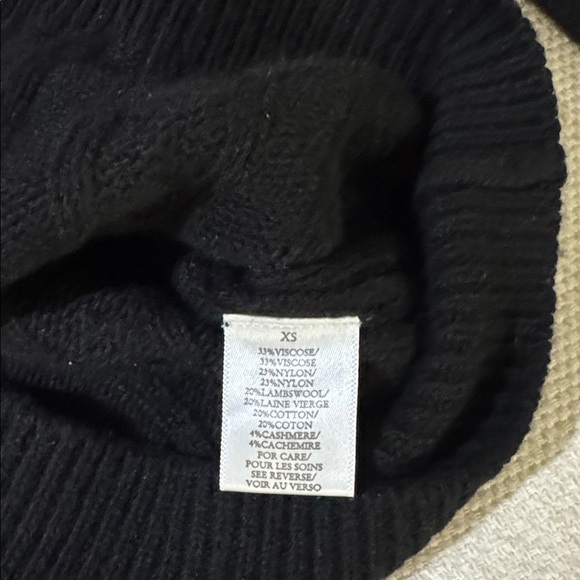 XS
33%VISCOSE/
33%VISCOSE
23%NYLON/
23%NYLON
20%LAMBSWOOL/
20%LAINE VIERGE
20%COTTON/
20%COTON
4%CASHMERE/
4%CACHEMIRE
FOR CARE/
POUR LES SOINS
SEE REVERSE/
VOIR AU VERSO